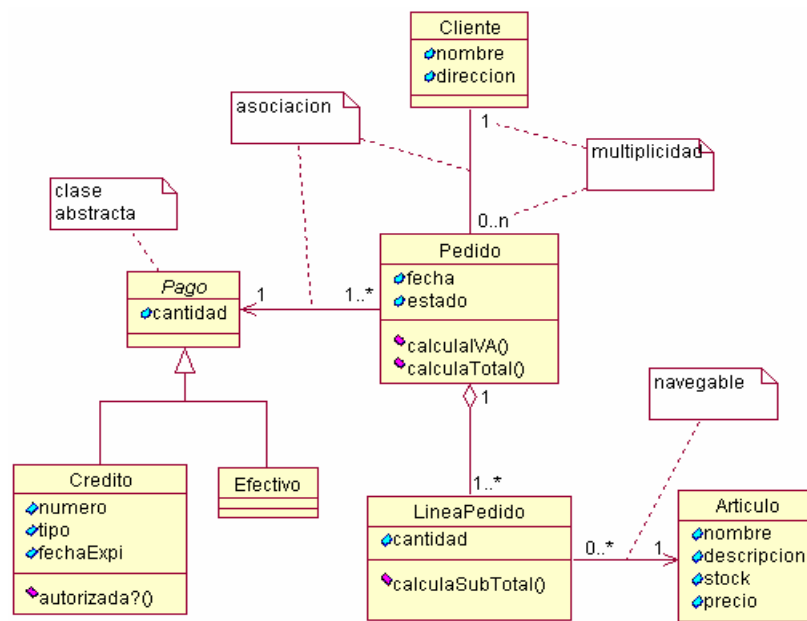 Cliente
nombre
direccion
asociacion
1
multiplicidad
clase
abstracta
0..n
Pedido
fecha
estado
calculaIVA()
calculaTotal()
Pago
cantidad
1
1..*
1
navegable
Credito
numero
tipo
fechaExpi
autorizada?()
Efectivo
1..*
LineaPedido
cantidad
calculaSubTotal()
0..*
1
Articulo
nombre
descripcion
stock
precio